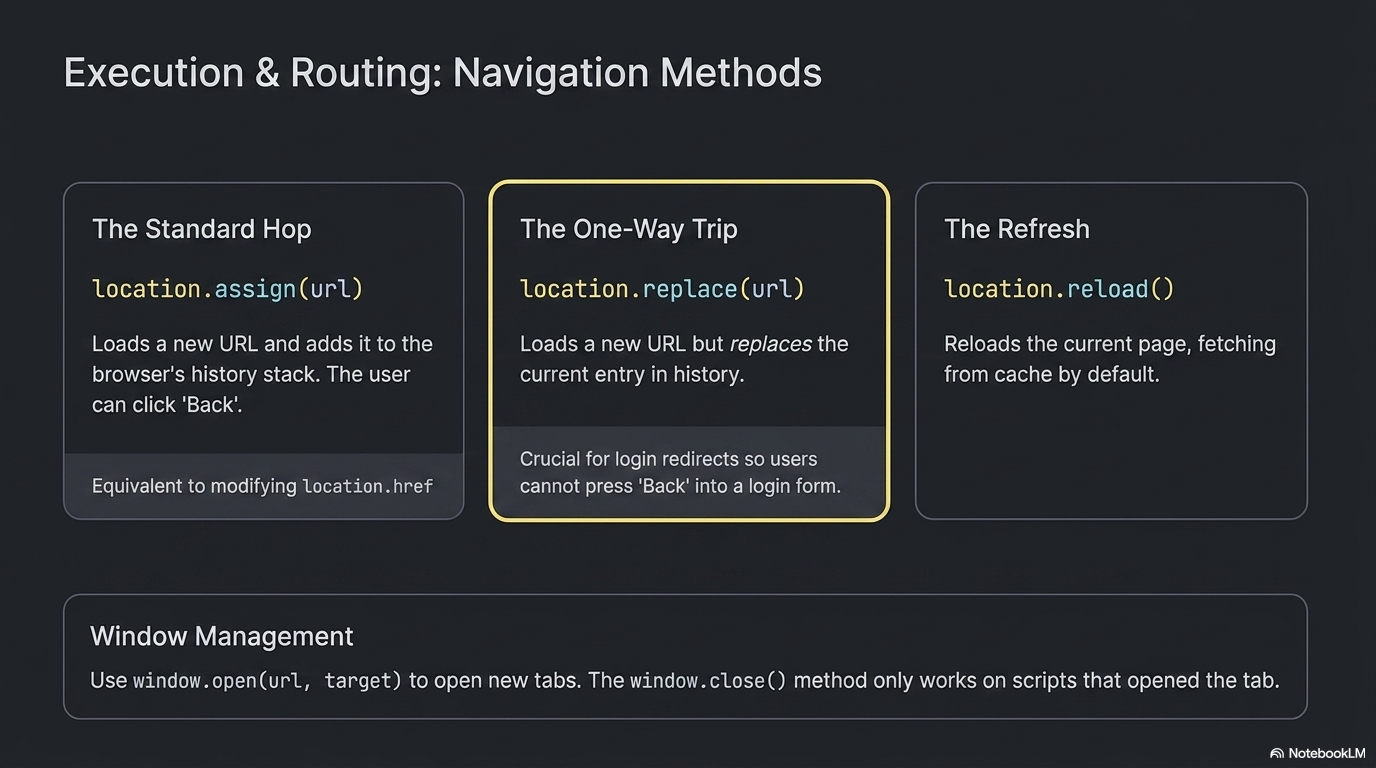 Execution & Routing: Navigation Methods
The Standard Hop
location.assign(url)
Loads a new URL and adds it to the
browser's history stack. The user
can click 'Back'.
Equivalent to modifying location.href
The One-Way Trip
location.replace(url)
Loads a new URL but replaces the
current entry in history.
Crucial for login redirects so users
cannot press 'Back' into a login form.
The Refresh
location.reload()
Reloads the current page, fetching
from cache by default.
Window Management
Use window.open(url, target) to open new tabs. The window.close() method only works on scripts that opened the tab.
NotebookLM